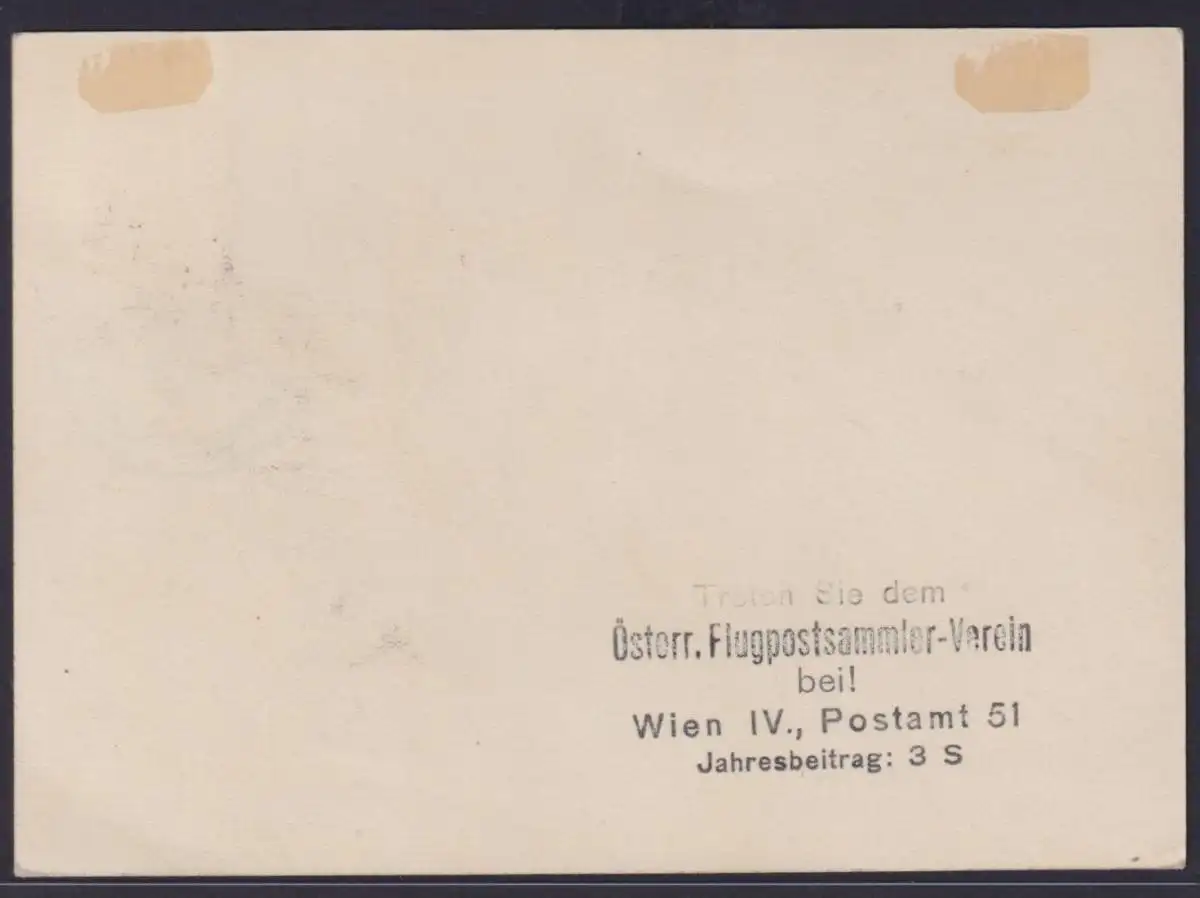 Treten Sie dem
Österr. Flugpostsammler-Verein
bei!
Wien IV., Postamt 51
Jahresbeitrag: 3 S